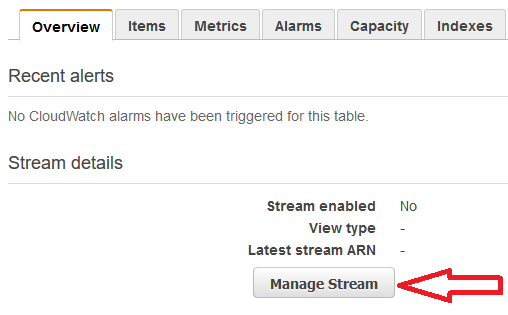 Overview Items Metrics Alarms Capacity Indexes
Recent alerts
No CloudWatch alarms have been triggered for this table.
Stream details
Stream enabled No
View type -
Latest stream ARN -
Manage Stream